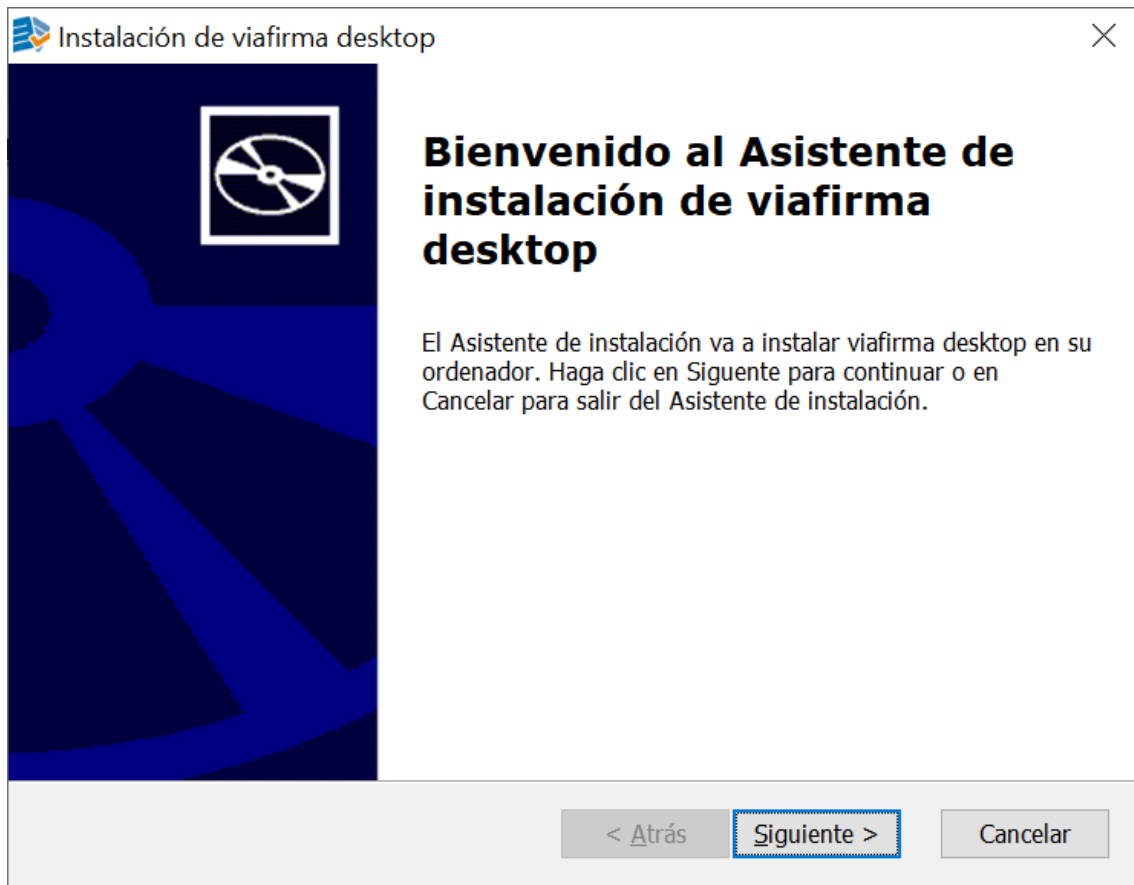 Instalación de viafirma desktop
Bienvenido al Asistente de
instalación de viafirma
desktop
El Asistente de instalación va a instalar viafirma desktop en su
ordenador. Haga clic en Siguente para continuar o en
Cancelar para salir del Asistente de instalación.
< Atrás
Siguiente >
Cancelar